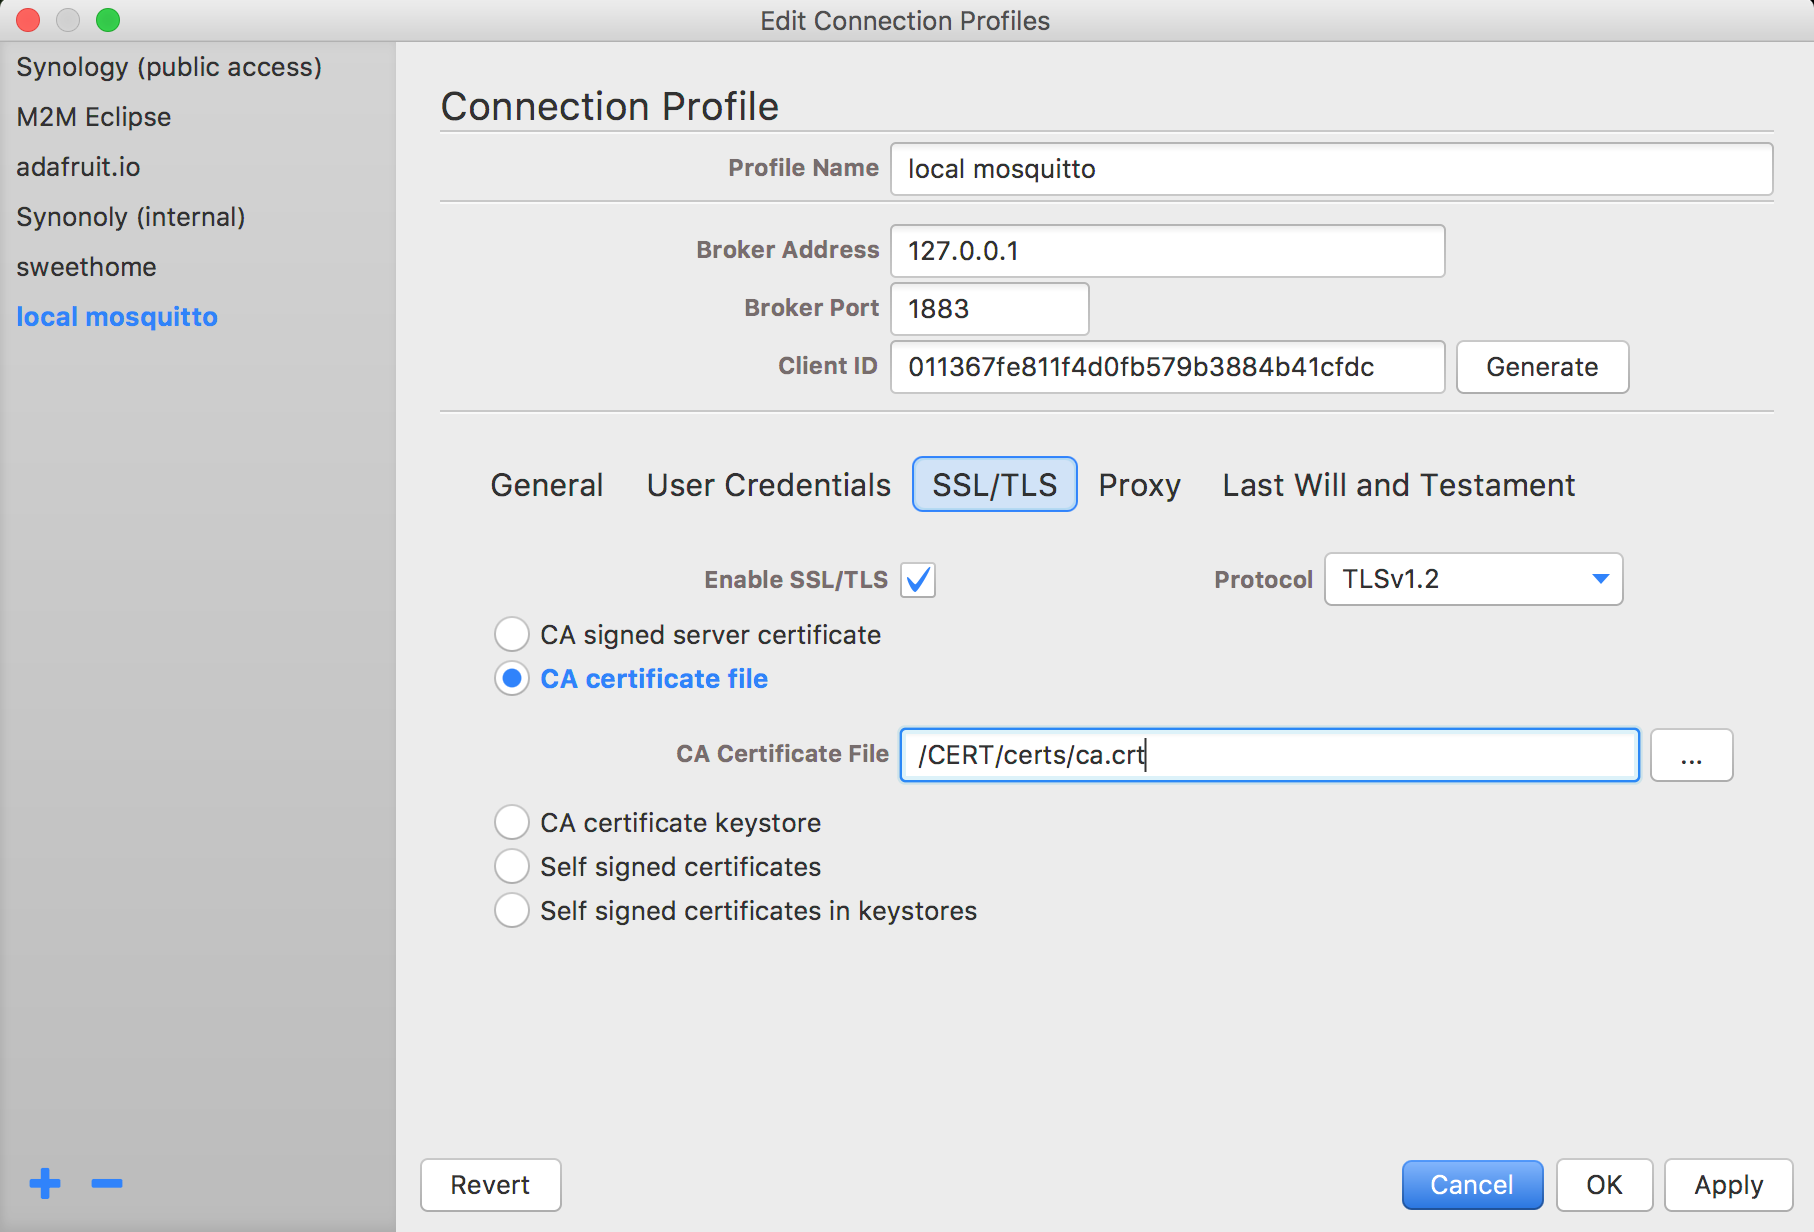 Edit Connection Profiles
Synology (public access)
M2M Eclipse
adafruit.io
Synonoly (internal)
sweethome
local mosquitto
Connection Profile
Profile Name local mosquitto
Broker Address 127.0.0.1
Broker Port 1883
Client ID 011367fe811f4d0fb579b3884b41cfdc Generate
General User Credentials SSL/TLS Proxy Last Will and Testament
Enable SSL/TLS Protocol TLSv1.2
CA signed server certificate
CA certificate file
CA Certificate File /CERT/certs/ca.crt ...
CA certificate keystore
Self signed certificates
Self signed certificates in keystores
Revert Cancel OK Apply